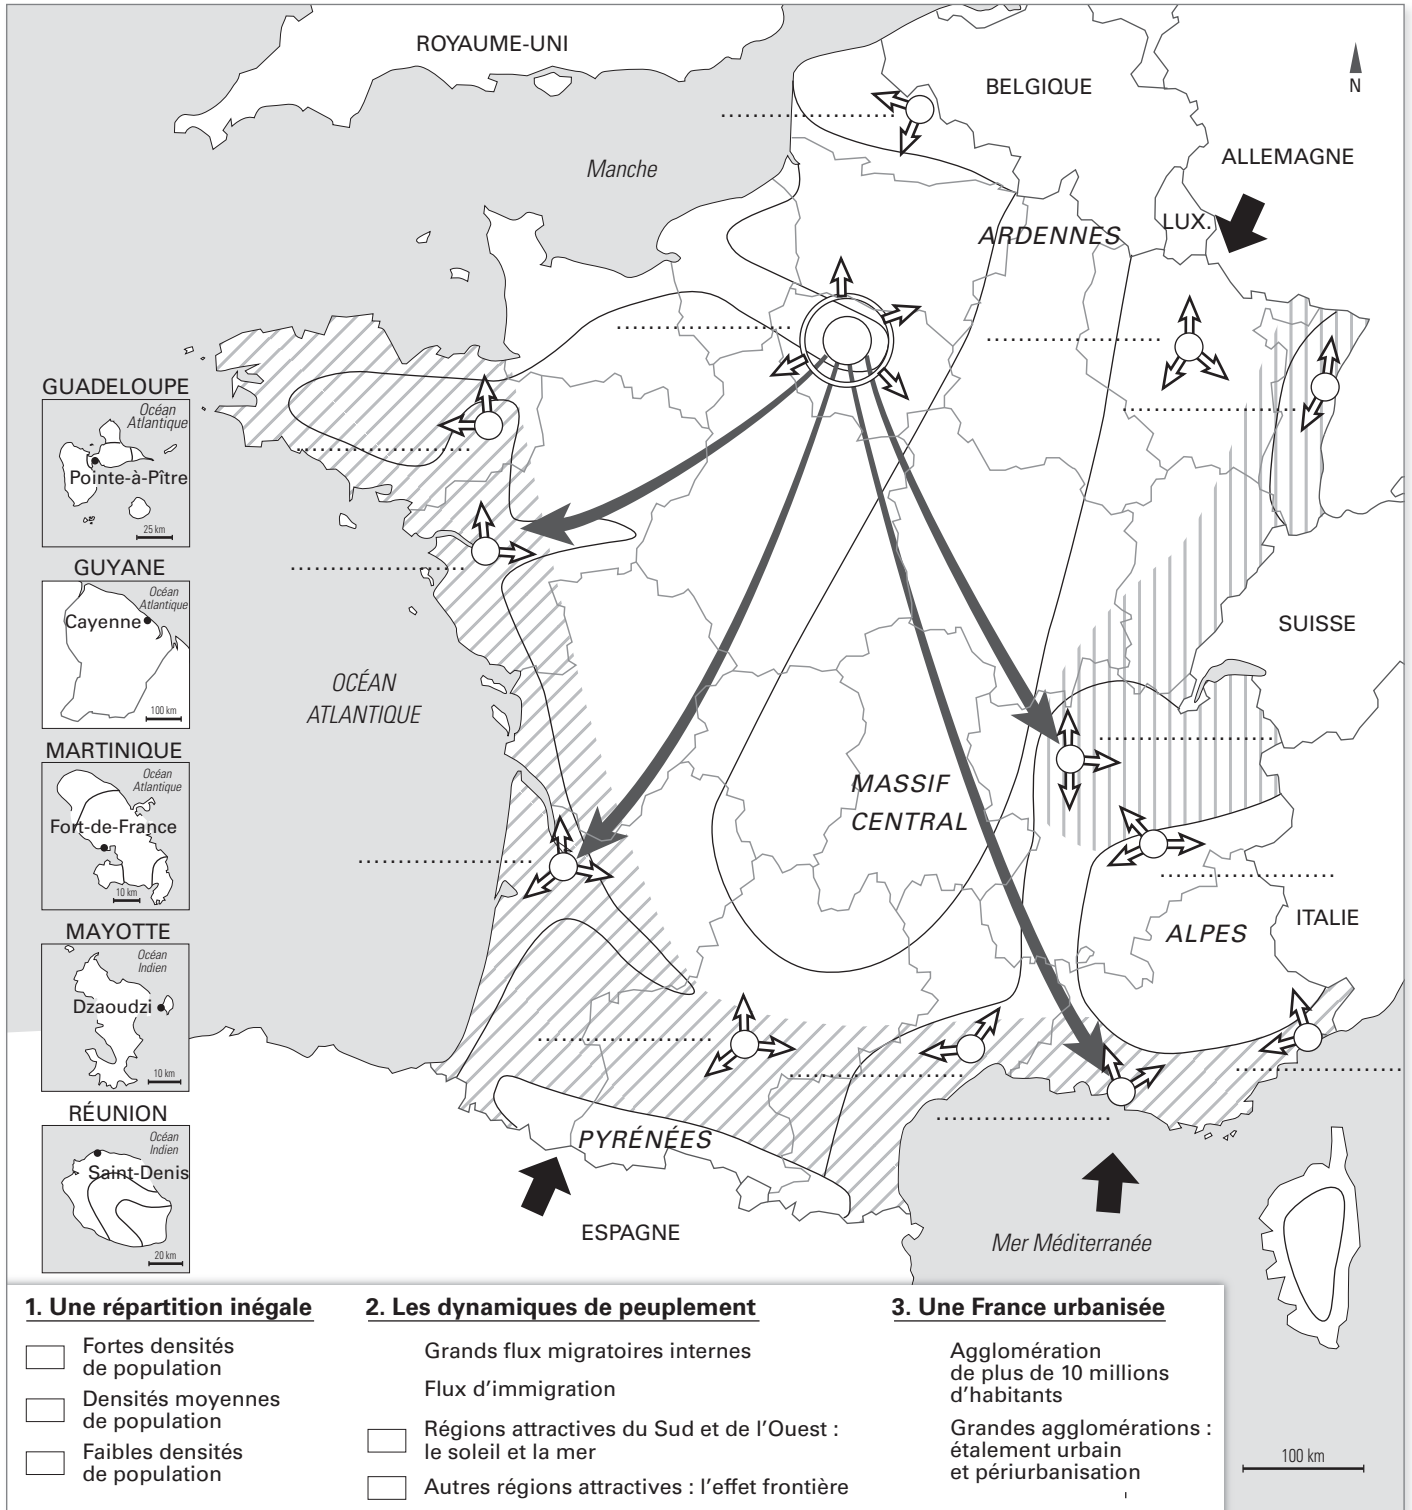 ROYAUME-UNI
BELGIQUE
N
ALLEMAGNE
Manche
LUX.
ARDENNES
GUADELOUPE
Océan
Atlantique
Pointe-à-Pître
25 km
GUYANE
Océan
Atlantique
Cayenne
100 km
SUISSE
OCÉAN
ATLANTIQUE
MARTINIQUE
Océan
Atlantique
Fort-de-France
10 km
MASSIF
CENTRAL
MAYOTTE
Océan
Indien
Dzaoudzi
10 km
ALPES
ITALIE
RÉUNION
Océan
Indien
Saint-Denis
20 km
PYRÉNÉES
ESPAGNE
Mer Méditerranée
1. Une répartition inégale
Fortes densités
de population
Densités moyennes
de population
Faibles densités
de population
2. Les dynamiques de peuplement
Grands flux migratoires internes
Flux d'immigration
Régions attractives du Sud et de l'Ouest :
le soleil et la mer
Autres régions attractives : l'effet frontière
3. Une France urbanisée
Agglomération
de plus de 10 millions
d'habitants
Grandes agglomérations :
étalement urbain
et périurbanisation
100 km